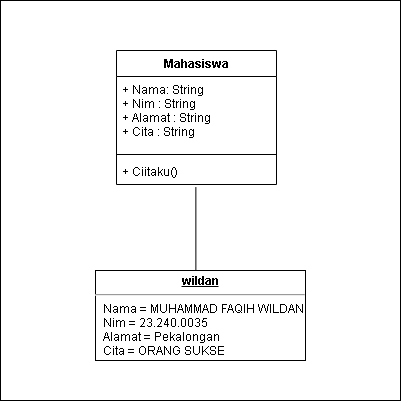 Mahasiswa
+ Nama: String
+ Nim : String
+ Alamat : String
+ Cita : String
+ Ciitaku()
wildan
Nama = MUHAMMAD FAQIH WILDAN
Nim = 23.240.0035
Alamat = Pekalongan
Cita = ORANG SUKSE